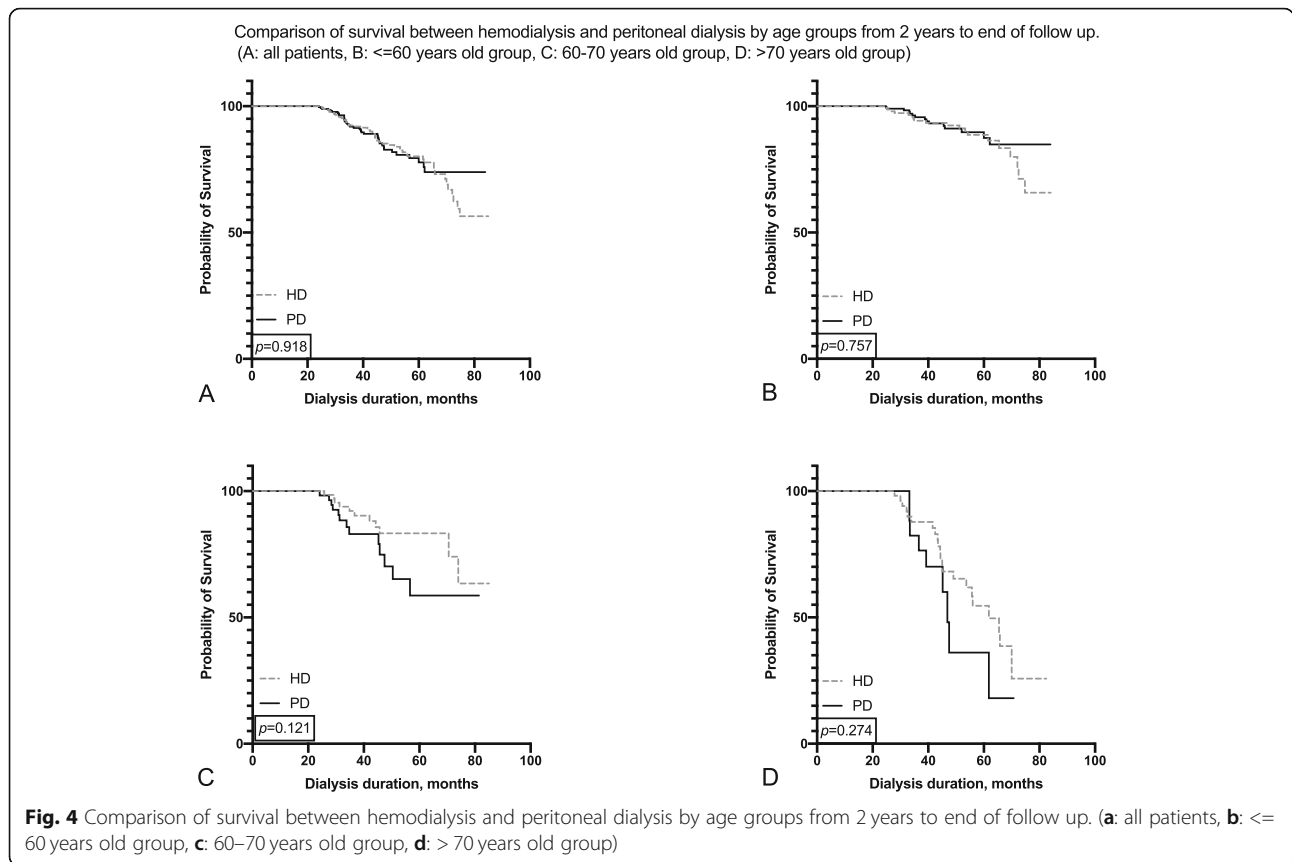 Comparison of survival between hemodialysis and peritoneal dialysis by age groups from 2 years to end of follow up.
(A: all patients, B: <=60 years old group, C: 60-70 years old group, D: >70 years old group)
100
50
0
Probability of Survival
HD
PD
p=0.918
0 20 40 60 80 100
Dialysis duration, months
A
100
50
0
Probability of Survival
HD
PD
p=0.757
0 20 40 60 80 100
Dialysis duration, months
B
100
50
0
Probability of Survival
HD
PD
p=0.121
0 20 40 60 80 100
Dialysis duration, months
C
100
50
0
Probability of Survival
HD
PD
p=0.274
0 20 40 60 80 100
Dialysis duration, months
D
Fig. 4 Comparison of survival between hemodialysis and peritoneal dialysis by age groups from 2 years to end of follow up. (a: all patients, b: <=
60 years old group, c: 60–70 years old group, d: > 70 years old group)